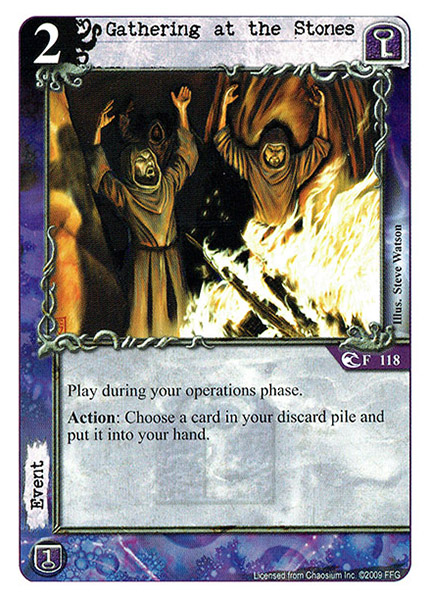 2
Gathering at the Stones
Illus. Steve Watson
F 118
Play during your operations phase.
Action: Choose a card in your discard pile and
put it into your hand.
Event
1
Licensed from Chaosium Inc. ©2009 FFG